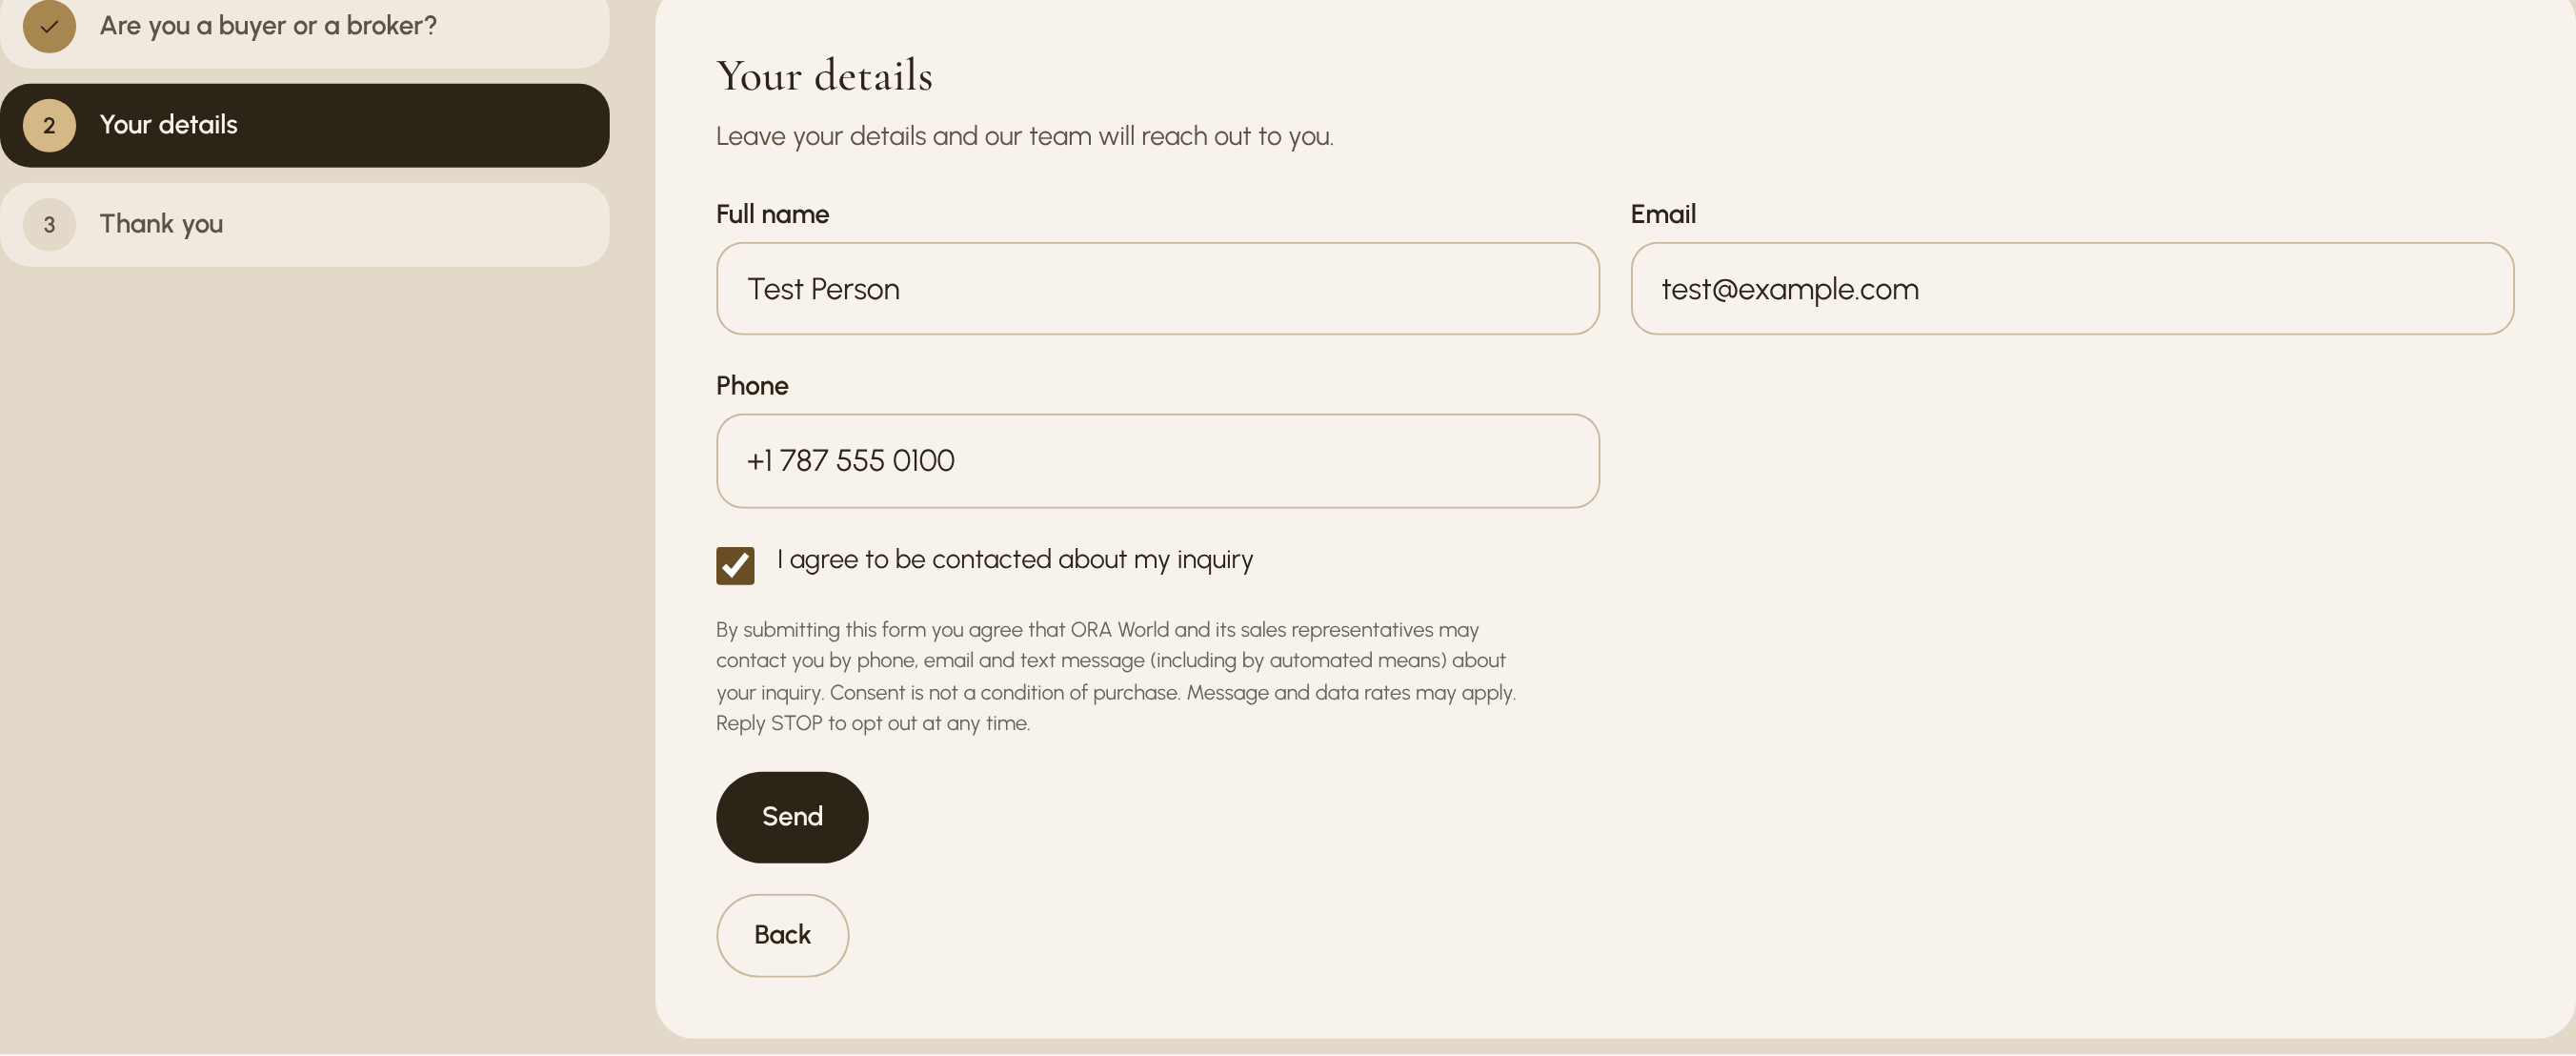 Are you a buyer or a broker?
2
Your details
3
Thank you
Your details
Leave your details and our team will reach out to you.
Full name
Email
Test Person
test@example.com
Phone
+1 787 555 0100
I agree to be contacted about my inquiry
By submitting this form you agree that ORA World and its sales representatives may
contact you by phone, email and text message (including by automated means) about
your inquiry. Consent is not a condition of purchase. Message and data rates may apply.
Reply STOP to opt out at any time.
Send
Back